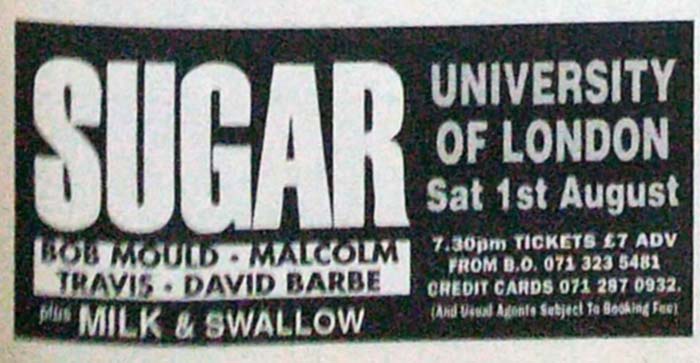 SUGAR
BOB MOULD · MALCOLM
TRAVIS · DAVID BARBE
plus MILK & SWALLOW
UNIVERSITY
OF LONDON
Sat 1st August
7.30pm TICKETS £7 ADV
FROM B.O. 071 323 5481
CREDIT CARDS 071 287 0932.
(And Usual Agents Subject To Booking Fee)